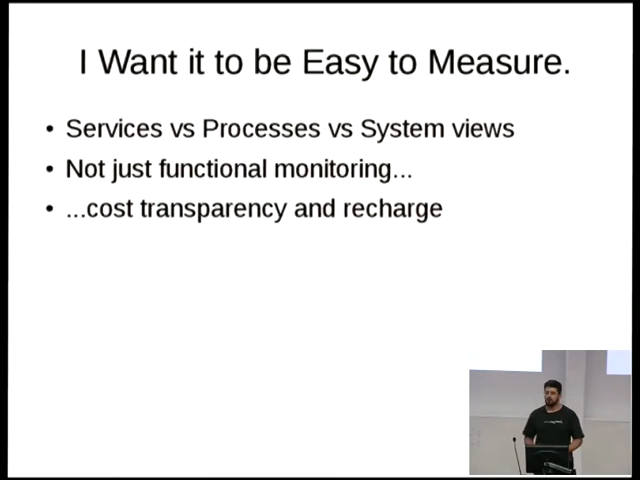 I Want it to be Easy to Measure.
• Services vs Processes vs System views
• Not just functional monitoring...
• ...cost transparency and recharge